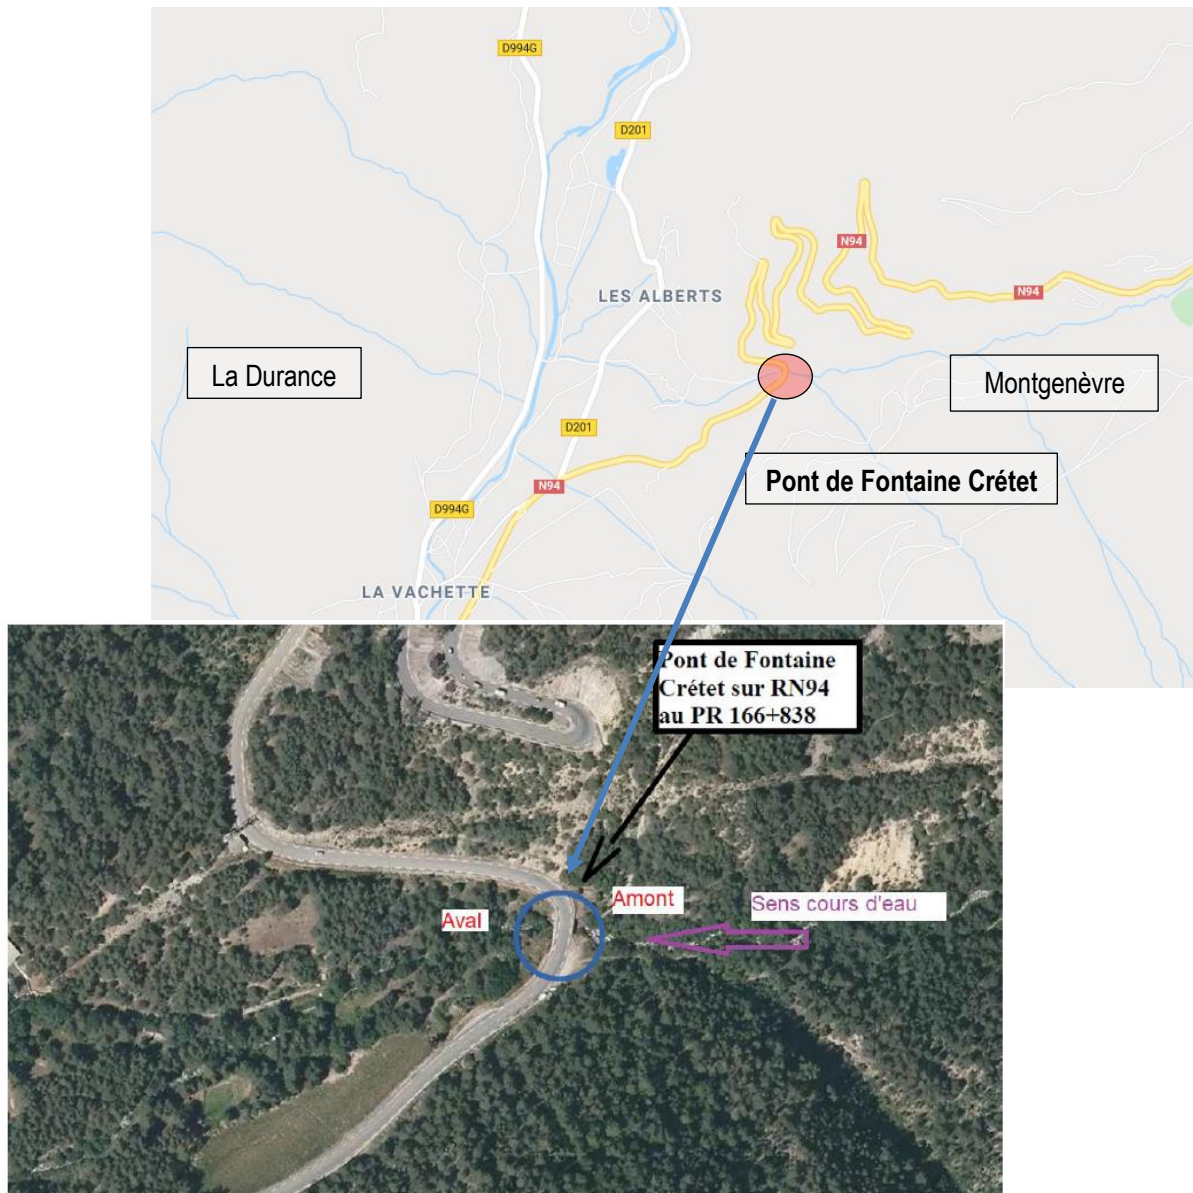 D994G
D201
N94
N94
LES ALBERTS
La Durance
Montgenèvre
D201
Pont de Fontaine Crétet
N94
D994G
LA VACHETTE
Pont de Fontaine
Crétet sur RN94
au PR 166+838
Amont
Sens cours d'eau
Aval